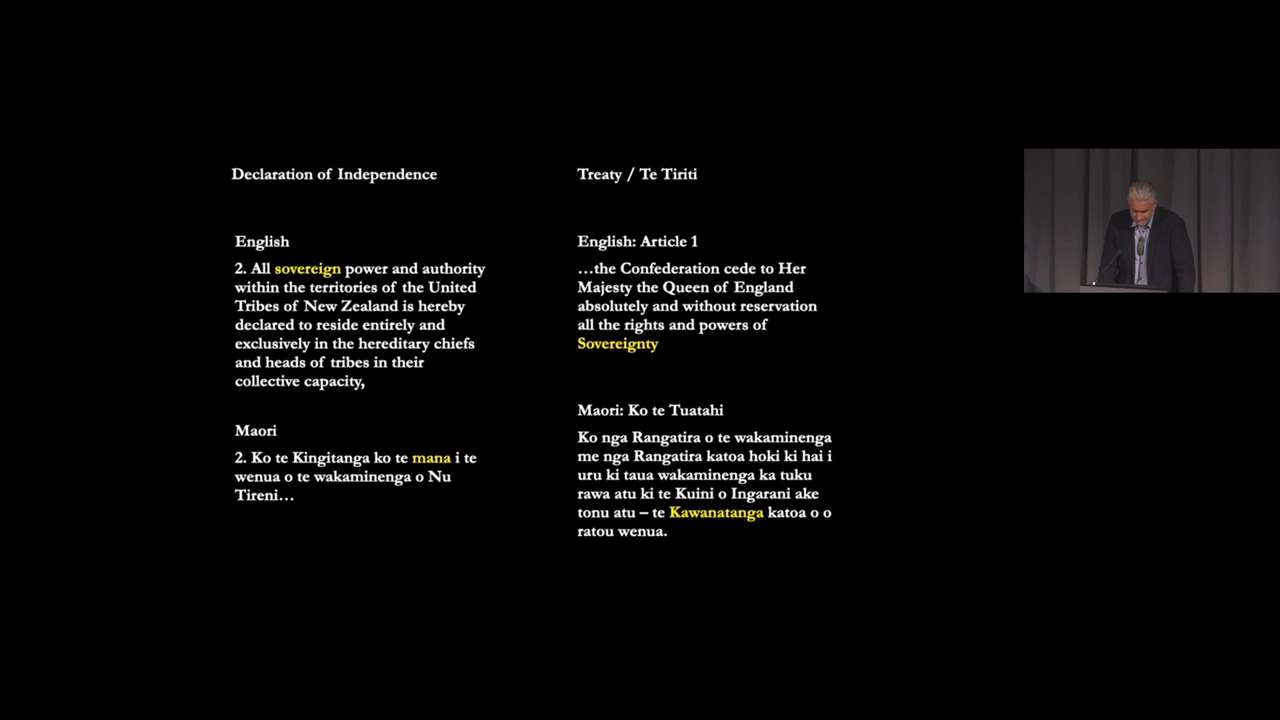 Declaration of Independence
English
2. All sovereign power and authority
within the territories of the United
Tribes of New Zealand is hereby
declared to reside entirely and
exclusively in the hereditary chiefs
and heads of tribes in their
collective capacity,
Maori
2. Ko te Kingitanga ko te mana i te
wenua o te wakaminenga o Nu
Tireni…
Treaty / Te Tiriti
English: Article 1
…the Confederation cede to Her
Majesty the Queen of England
absolutely and without reservation
all the rights and powers of
Sovereignty
Maori: Ko te Tuatahi
Ko nga Rangatira o te wakaminenga
me nga Rangatira katoa hoki ki hai i
uru ki taua wakaminenga ka tuku
rawa atu ki te Kuini o Ingarani ake
tonu atu – te Kawanatanga katoa o o
ratou wenua.